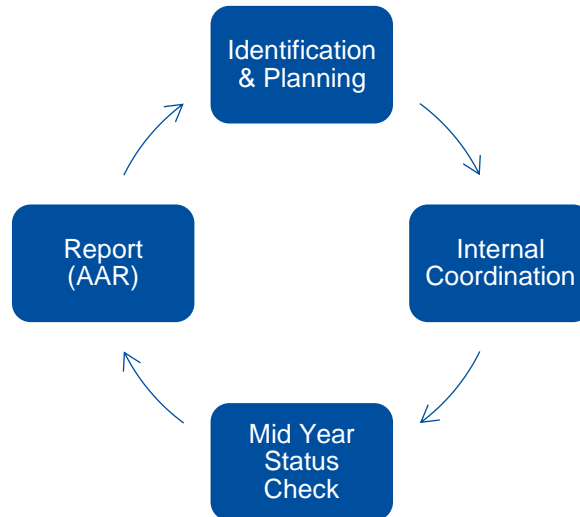 Identification
& Planning
Internal
Coordination
Mid Year
Status
Check
Report
(AAR)